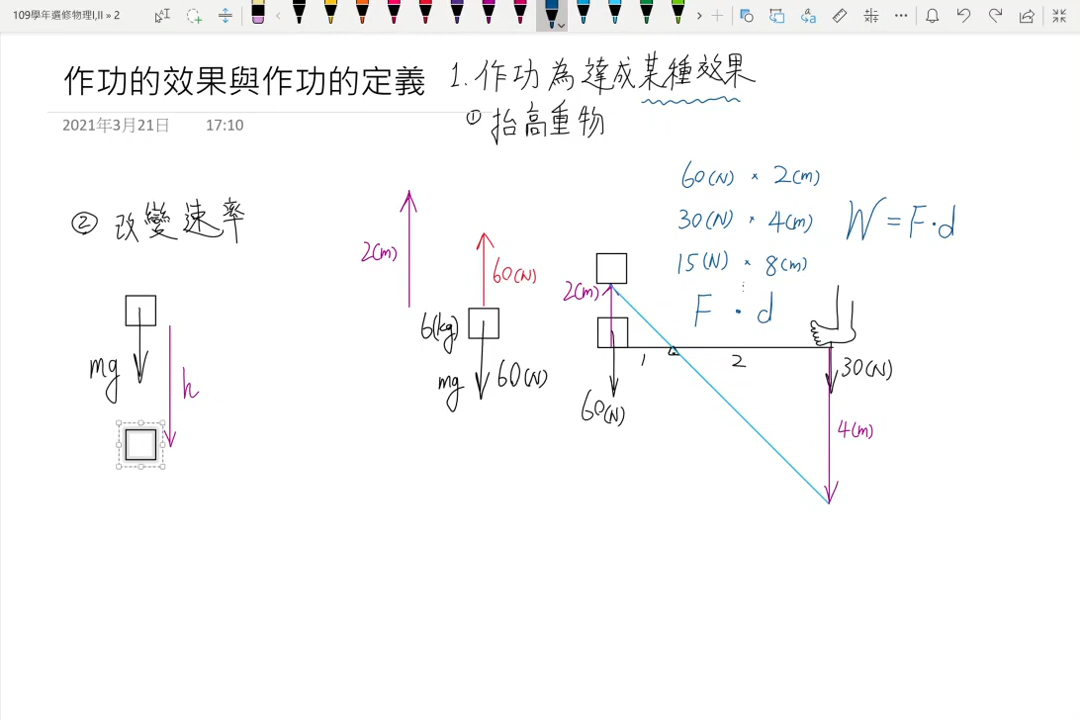 109學年選修物理I,II » 2
作功的效果與作功的定義
2021年3月21日 17:10
1. 作功為達成某種效果
① 抬高重物
② 改變速率
mg
h
2(m)
60(N)
6(kg)
mg
60(N)
60(N) × 2(m)
30(N) × 4(m)
15(N) × 8(m)
⋮
F · d
W = F·d
2(m)
1
2
60(N)
30(N)
4(m)